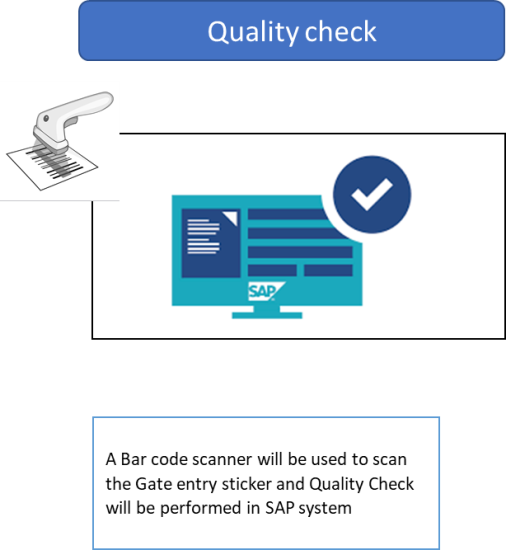 Quality check
SAP
A Bar code scanner will be used to scan
the Gate entry sticker and Quality Check
will be performed in SAP system